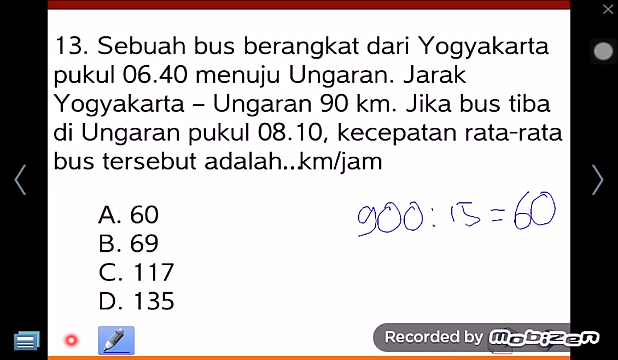 13. Sebuah bus berangkat dari Yogyakarta
pukul 06.40 menuju Ungaran. Jarak
Yogyakarta – Ungaran 90 km. Jika bus tiba
di Ungaran pukul 08.10, kecepatan rata-rata
bus tersebut adalah...km/jam
A. 60
B. 69
C. 117
D. 135
900 : 15 = 60
Recorded by mobizen